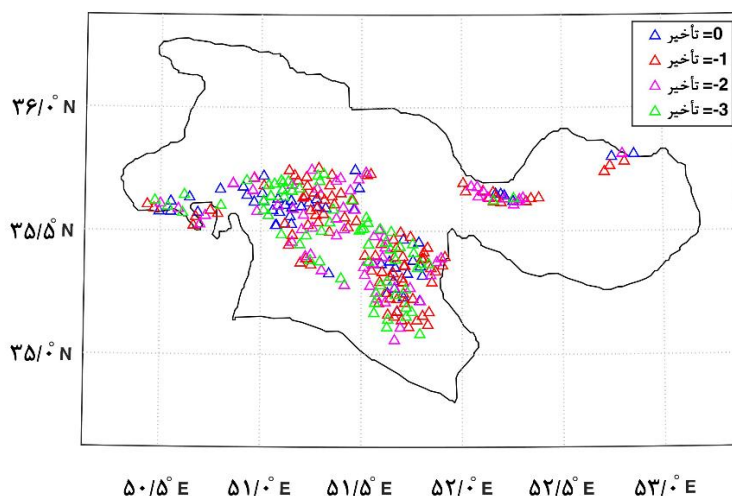 تأخیر =0
تأخیر =-1
تأخیر =-2
تأخیر =-3
۳۶/۰° N
۳۵/۵° N
۳۵/۰° N
۵۰/۵° E ۵۱/۰° E ۵۱/۵° E ۵۲/۰° E ۵۲/۵° E ۵۳/۰° E